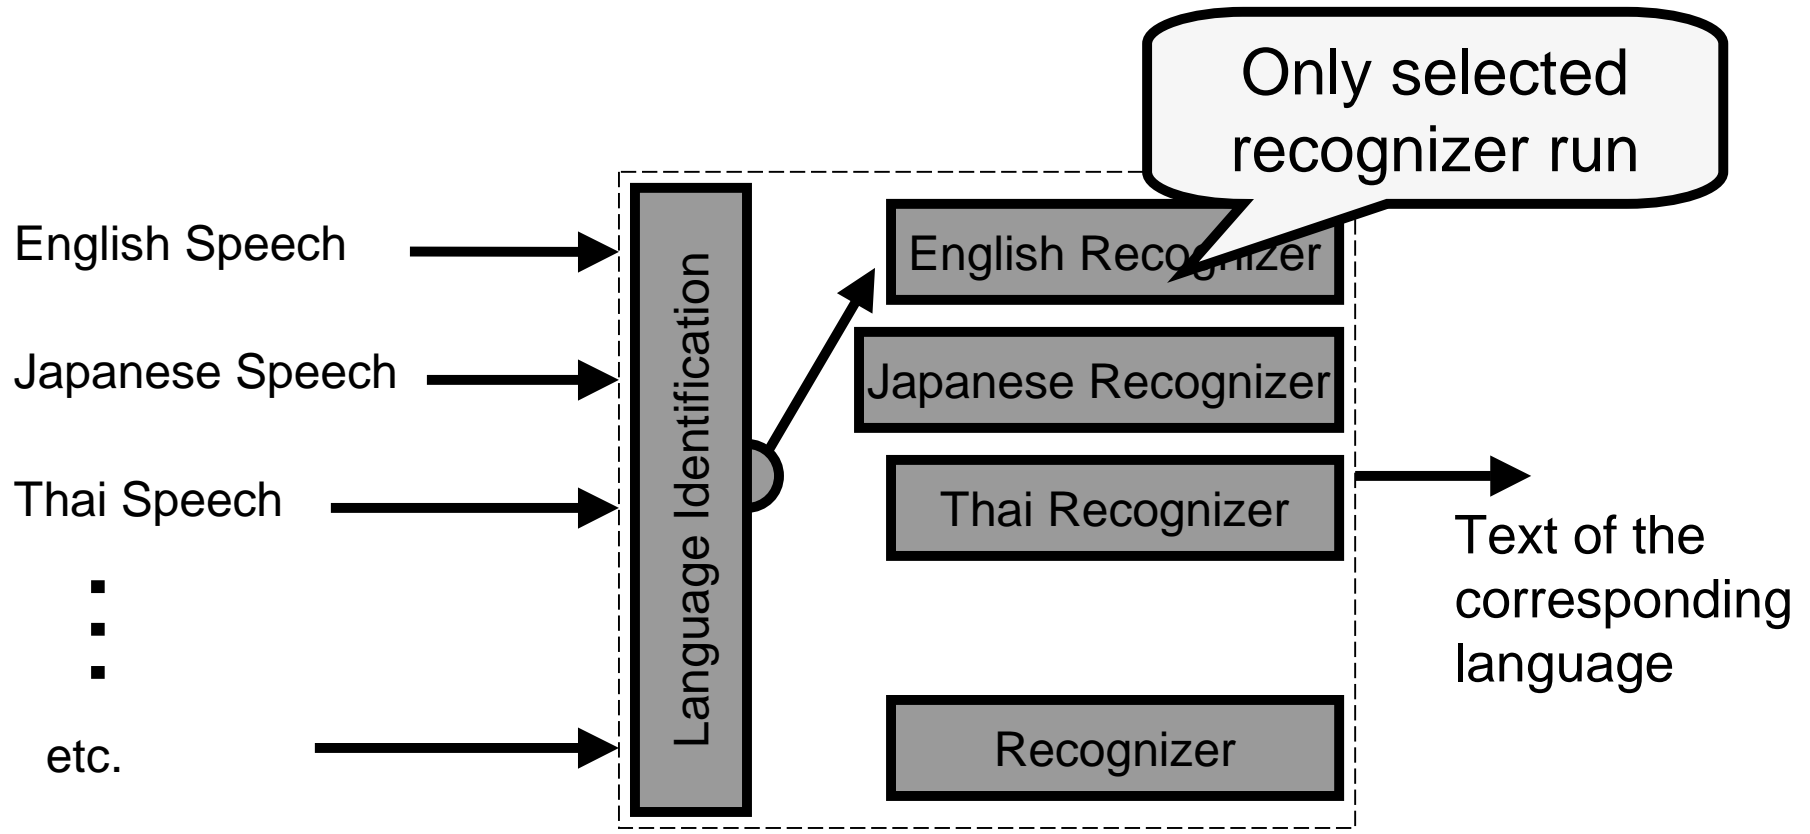 Only selected
recognizer run
English Speech
Japanese Speech
Thai Speech
etc.
Language Identification
English Recognizer
Japanese Recognizer
Thai Recognizer
Recognizer
Text of the
corresponding
language